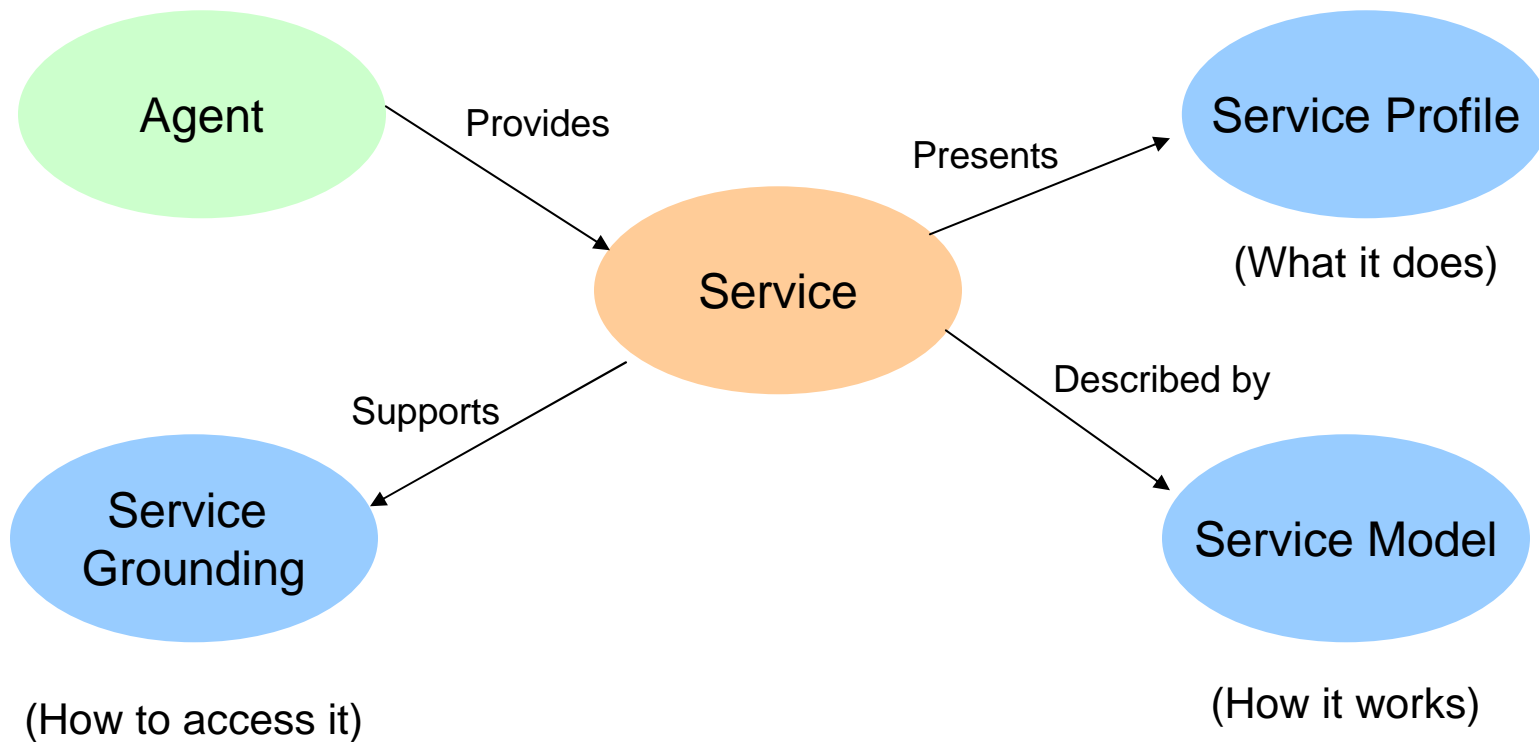 Agent
Provides
Service Profile
Presents
(What it does)
Service
Described by
Supports
Service
Grounding
Service Model
(How it works)
(How to access it)